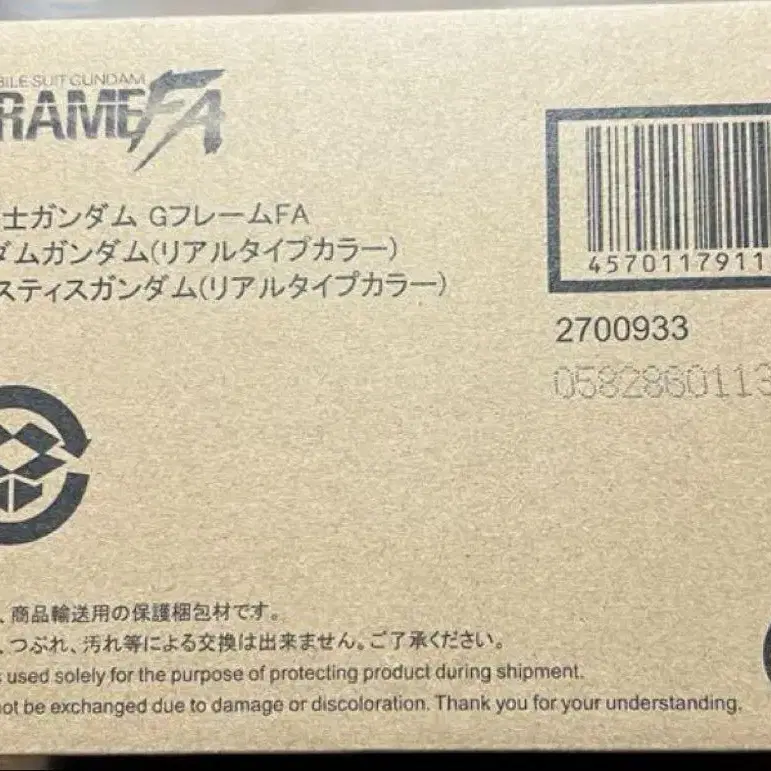 BILE SUIT GUNDAM
RAME FA
士ガンダム GフレームFA
ダムガンダム(リアルタイプカラー)
スティスガンダム(リアルタイプカラー)
4570117911
2700933
0582860113
、商品輸送用の保護梱包材です。
、つぶれ、汚れ等による交換は出来ません。ご了承ください。
s used solely for the purpose of protecting product during shipment.
not be exchanged due to damage or discoloration. Thank you for your understanding.